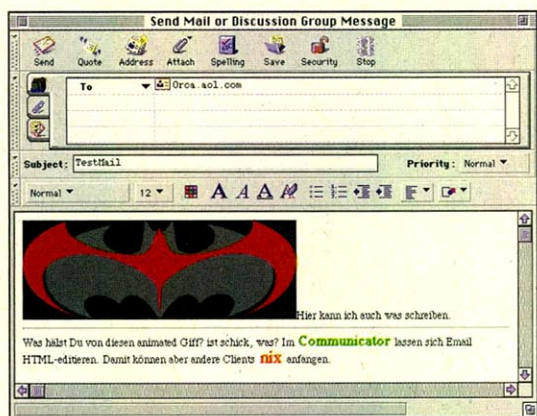 Send Mail or Discussion Group Message
Send Quote Address Attach Spelling Save Security Stop
To Orca.aol.com
Subject: TestMail Priority: Normal
Normal 12 A A A A
Hier kann ich auch was schreiben.
Was hälst Du von diesen animated Giff? ist schick, was? Im Communicator lassen sich Email
HTML-editieren. Damit können aber andere Clients nix anfangen.